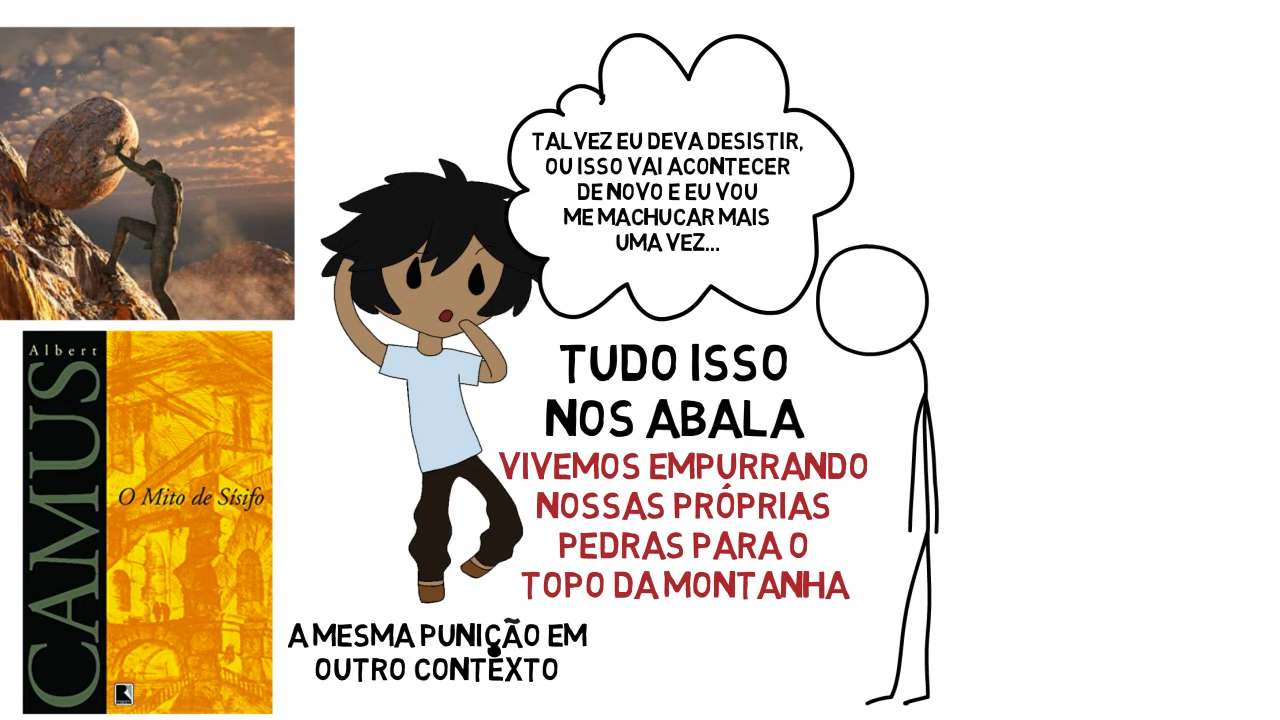 TALVEZ EU DEVA DESISTIR,
OU ISSO VAI ACONTECER
DE NOVO E EU VOU
ME MACHUCAR MAIS
UMA VEZ...
TUDO ISSO
NOS ABALA
VIVEMOS EMPURRANDO
NOSSAS PRÓPRIAS
PEDRAS PARA O
TOPO DA MONTANHA
Albert
CAMUS
O Mito de Sísifo
A MESMA PUNIÇÃO EM
OUTRO CONTEXTO